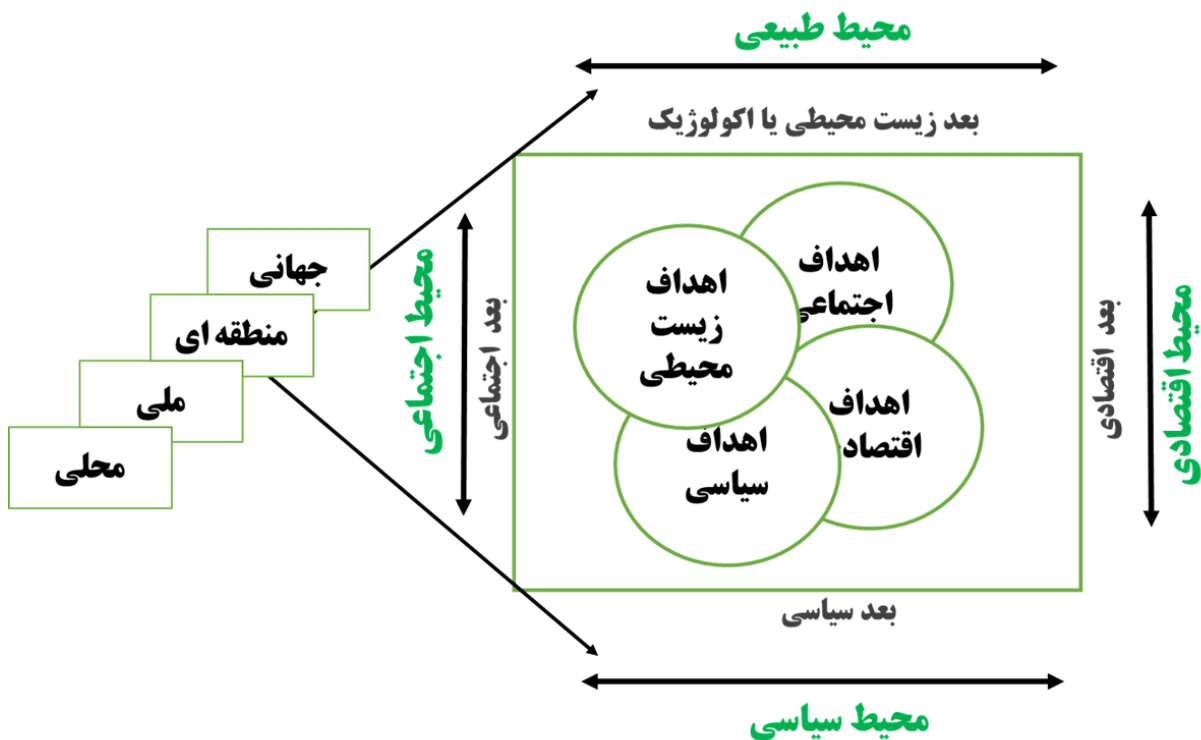 محیط طبیعی
بعد زیست محیطی یا اکولوژیک
جهانی
منطقه ای
ملی
محلی
محیط اجتماعی
بعد اجتماعی
اهداف
اجتماعی
اهداف
زیست
محیطی
اهداف
اقتصاد
اهداف
سیاسی
بعد اقتصادی
محیط اقتصادی
بعد سیاسی
محیط سیاسی